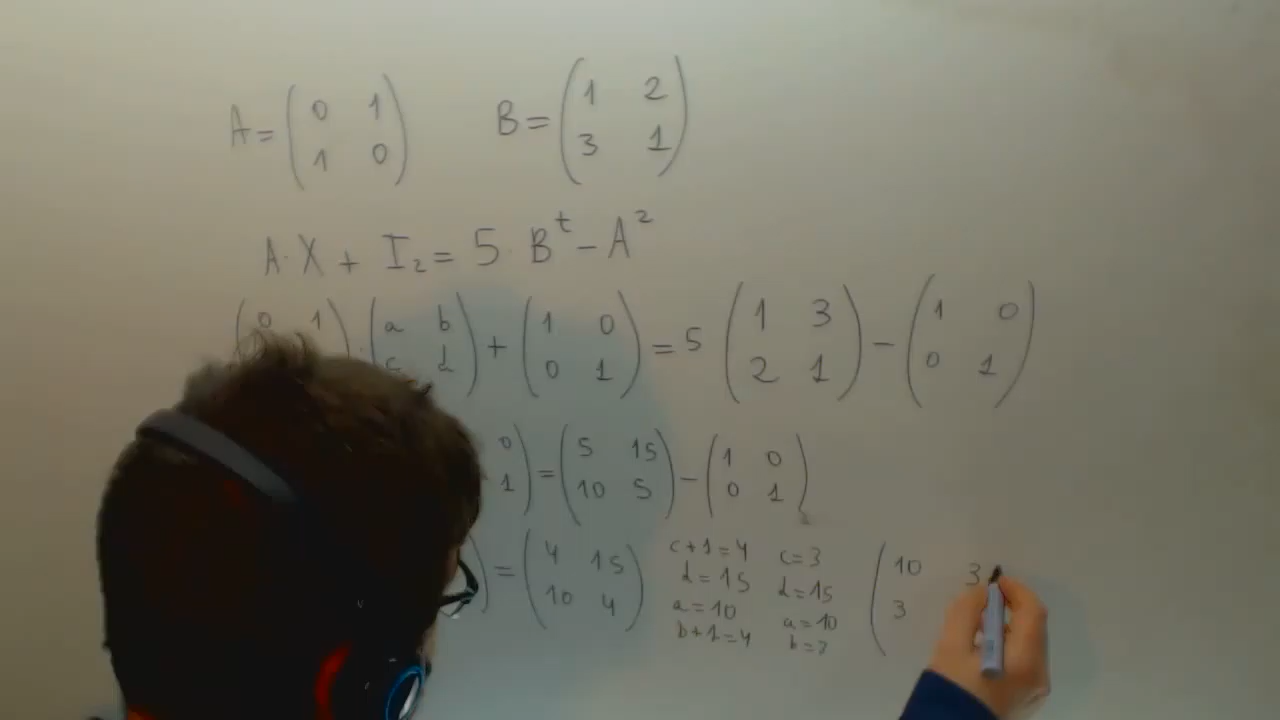 A = ( 0 1 B = ( 1 2
1 0 ) 3 1 )
A·X + I₂ = 5·Bᵗ − A²
( 0 1 ) · ( a b + ( 1 0 = 5 ( 1 3 − ( 1 0
c d ) 0 1 ) 2 1 ) 0 1 )
0 = ( 5 15 − ( 1 0
1 ) 10 5 ) 0 1 )
) = ( 4 15
10 4 )
c+1=4 c=3
d=15 d=15
a=10 a=10
b+1=4 b=3
( 10 3
3